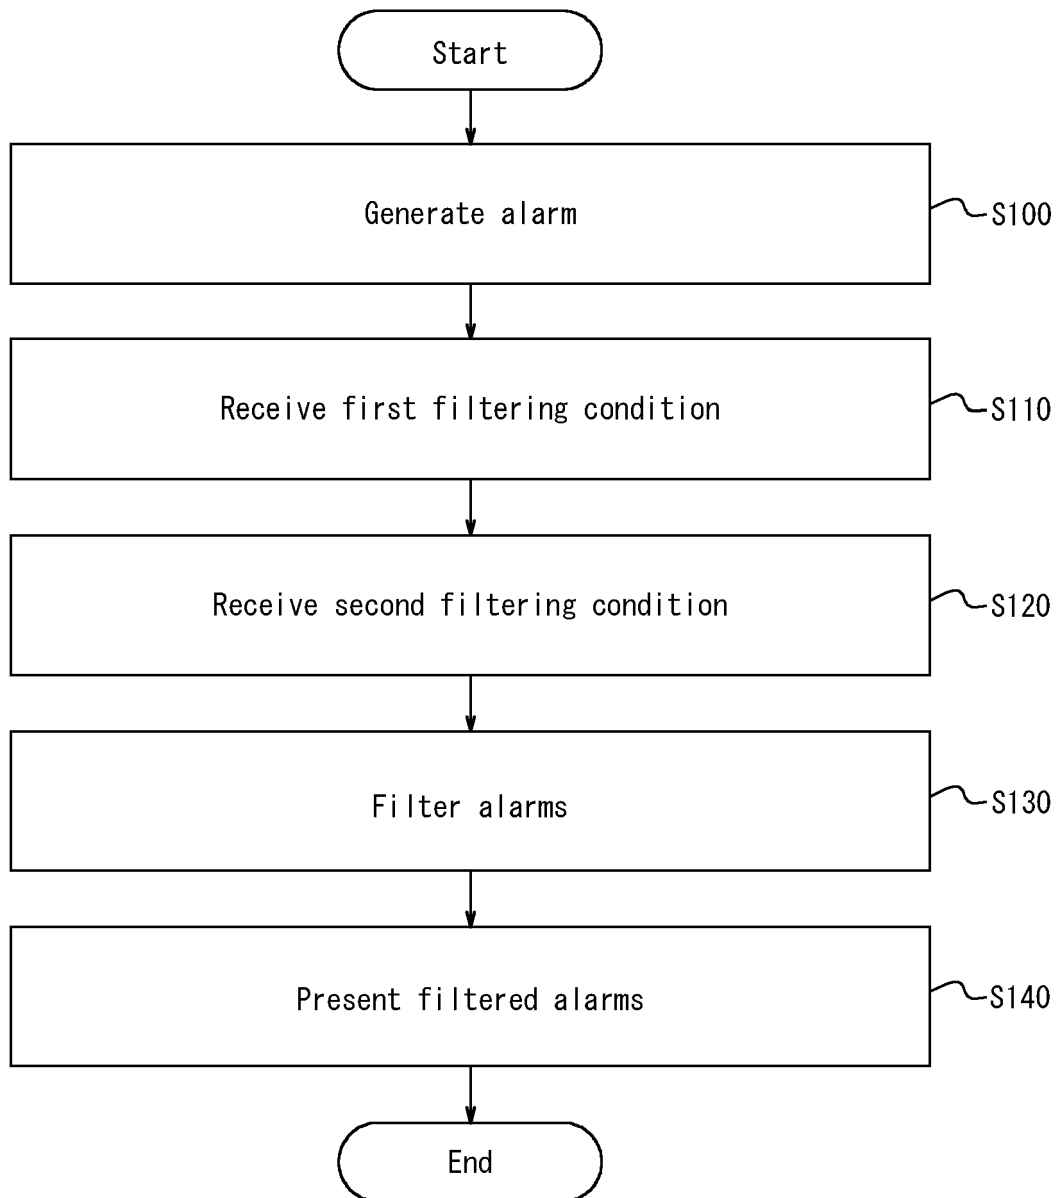 Start
Generate alarm
S100
Receive first filtering condition
S110
Receive second filtering condition
S120
Filter alarms
S130
Present filtered alarms
S140
End